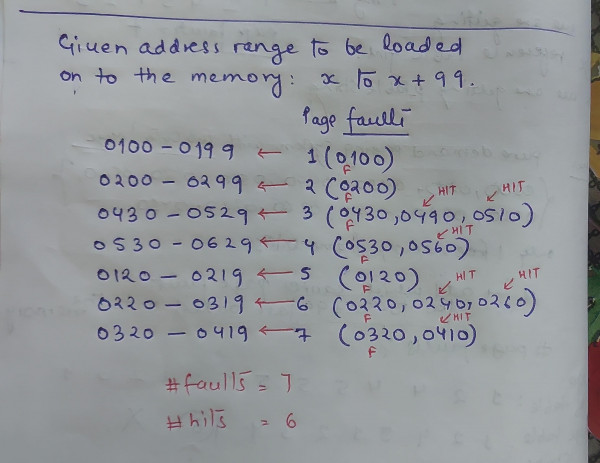 Given address range to be loaded
on to the memory: x to x + 99.
Page faults
0100 - 0199 ← 1 (0100)
F
0200 - 0299 ← 2 (0200)
F HIT HIT
0430 - 0529 ← 3 (0430, 0490, 0510)
F HIT
0530 - 0629 ← 4 (0530, 0560)
F
0120 - 0219 ← 5 (0120)
F HIT HIT
0220 - 0319 ← 6 (0220, 0240, 0260)
F HIT
0320 - 0419 ← 7 (0320, 0410)
F
#faults = 7
#hits = 6